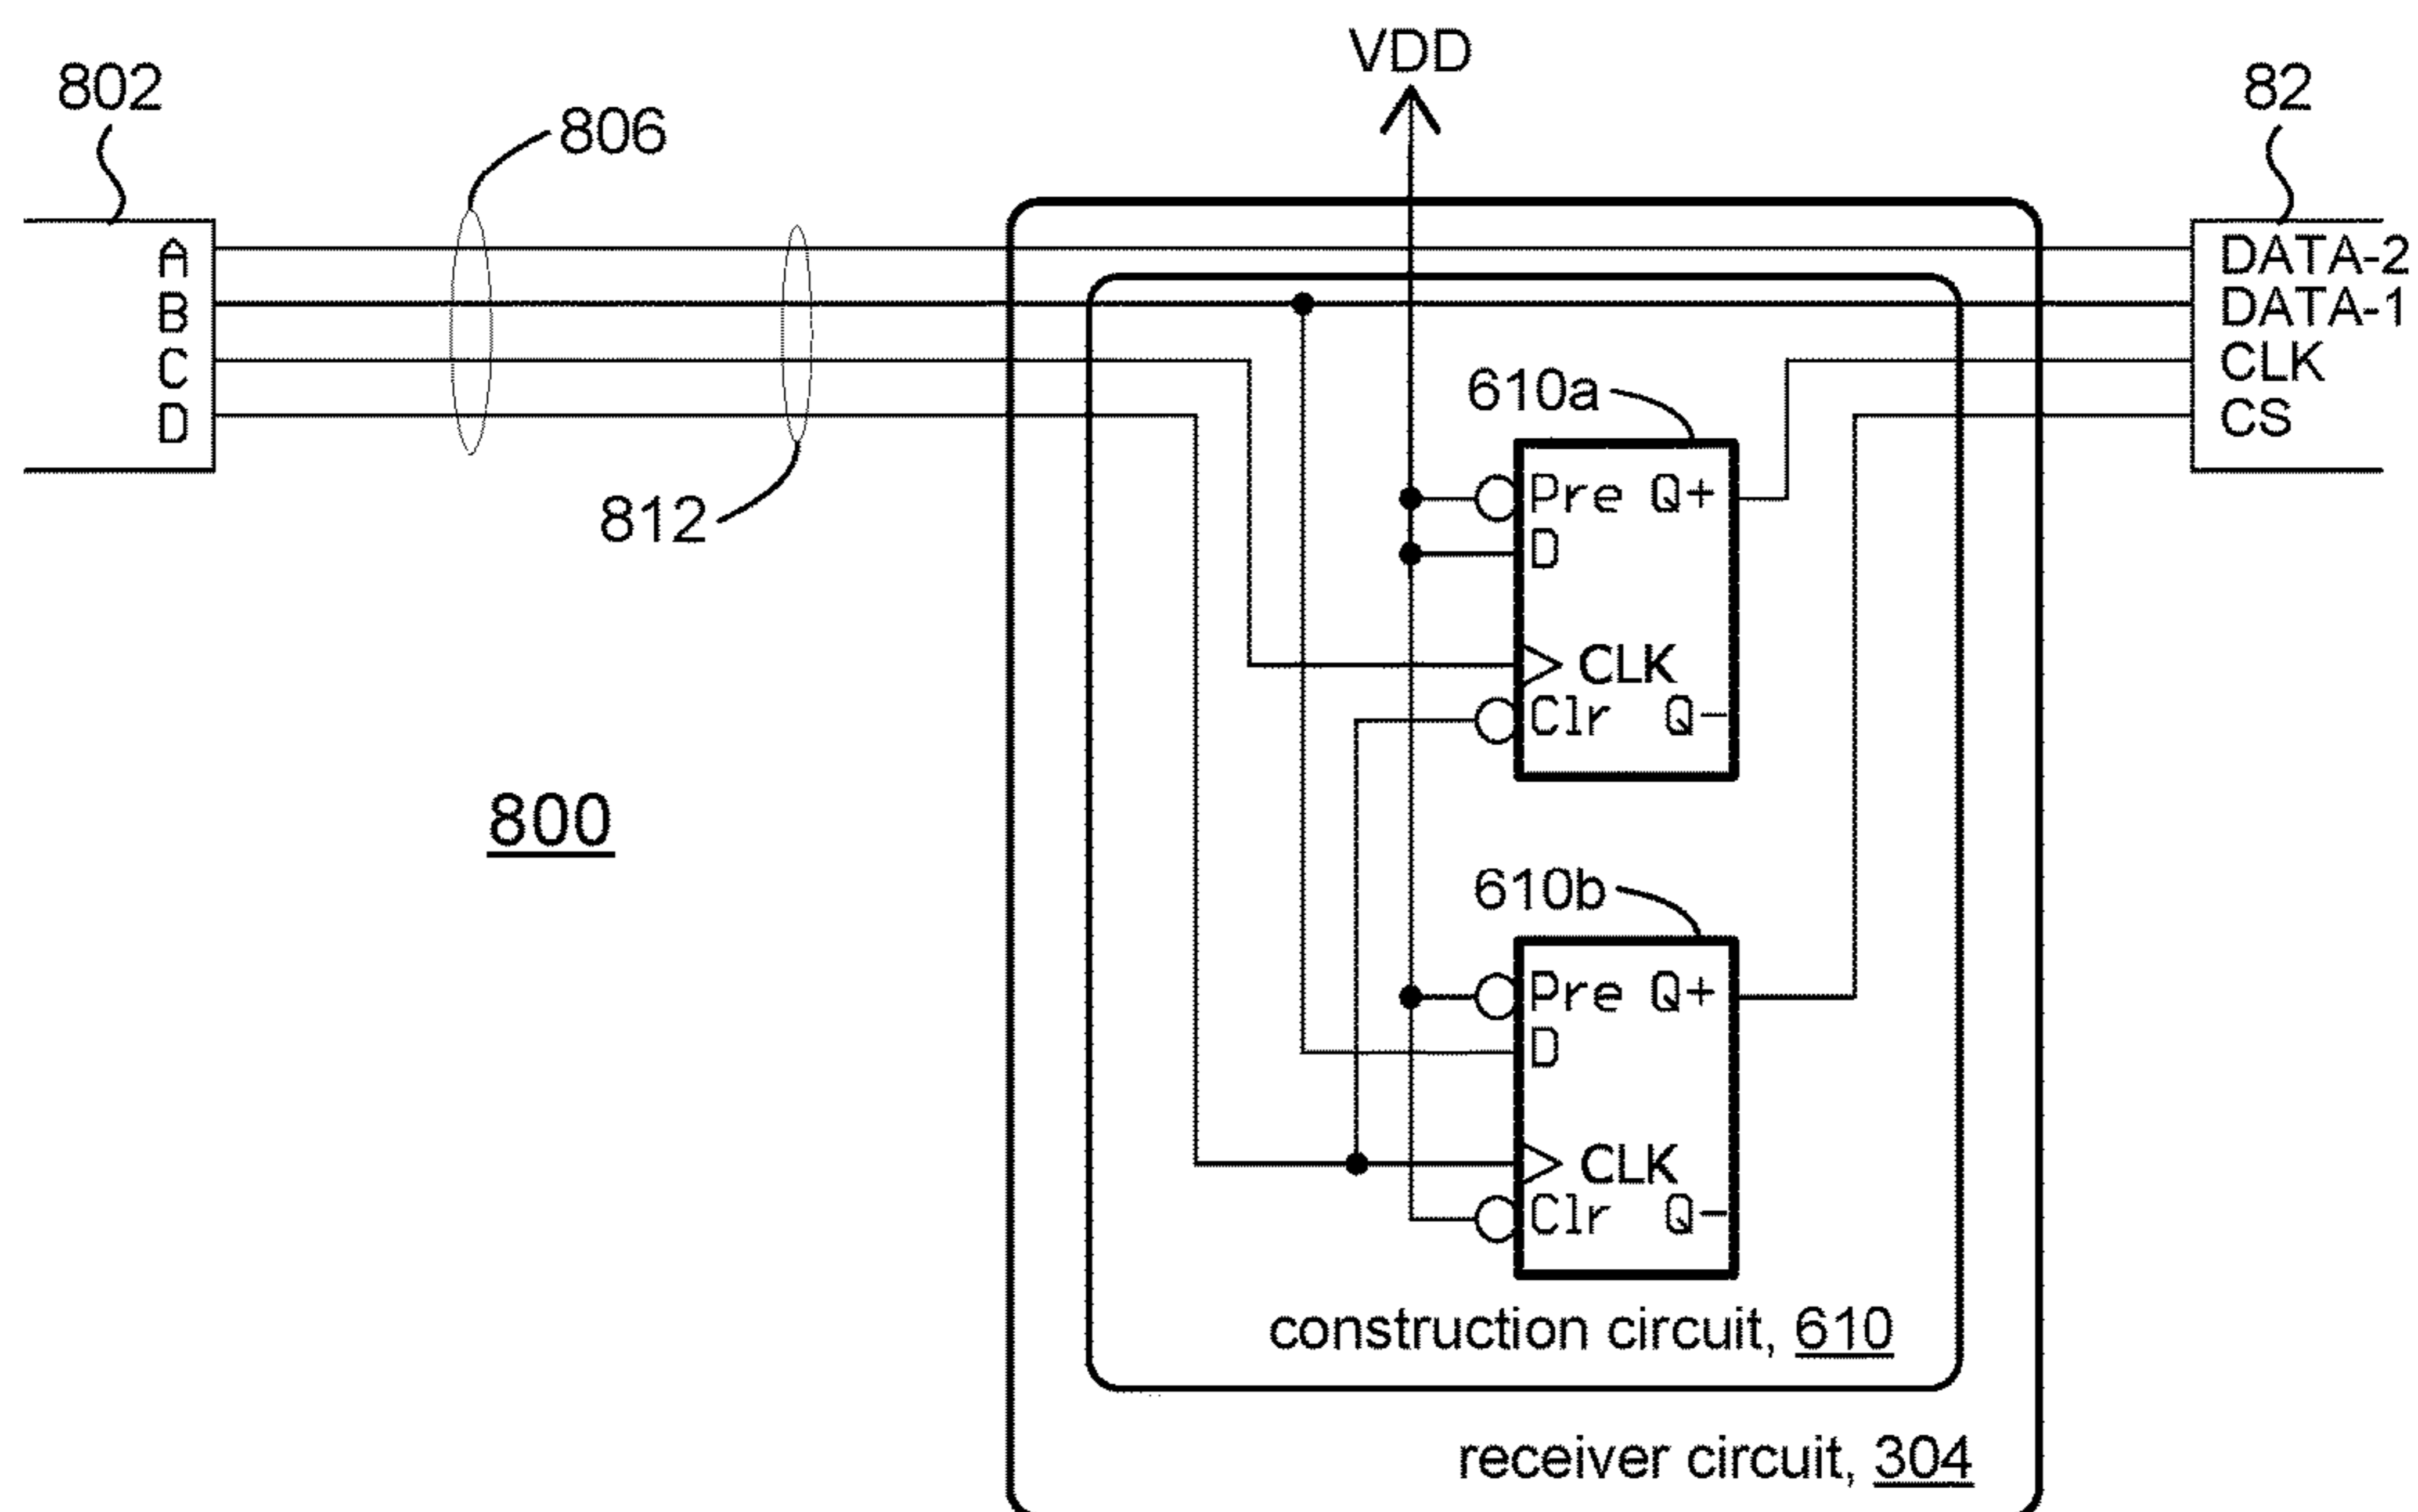 VDD
802
82
806
A
B
C
D
DATA-2
DATA-1
CLK
CS
610a
812
Pre Q+
D
CLK
Clr Q-
800
610b
Pre Q+
D
CLK
Clr Q-
construction circuit, 610
receiver circuit, 304